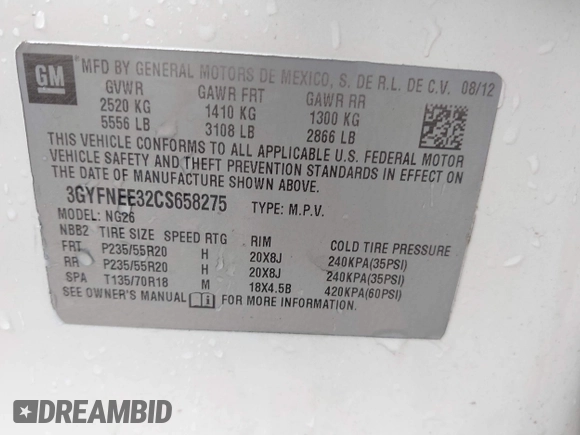 GM
MFD BY GENERAL MOTORS DE MEXICO, S. DE R.L. DE C.V. 08/12
GVWR GAWR FRT GAWR RR
2520 KG 1410 KG 1300 KG
5556 LB 3108 LB 2866 LB
THIS VEHICLE CONFORMS TO ALL APPLICABLE U.S. FEDERAL MOTOR
VEHICLE SAFETY AND THEFT PREVENTION STANDARDS IN EFFECT ON
THE DATE OF MANUFACTURE SHOWN ABOVE.
3GYFNEE32CS658275 TYPE: M.P.V.
MODEL: NG26
NBB2 TIRE SIZE SPEED RTG RIM COLD TIRE PRESSURE
FRT P235/55R20 H 20X8J 240KPA(35PSI)
RR P235/55R20 H 20X8J 240KPA(35PSI)
SPA T135/70R18 M 18X4.5B 420KPA(60PSI)
SEE OWNER'S MANUAL FOR MORE INFORMATION.
DREAMBID